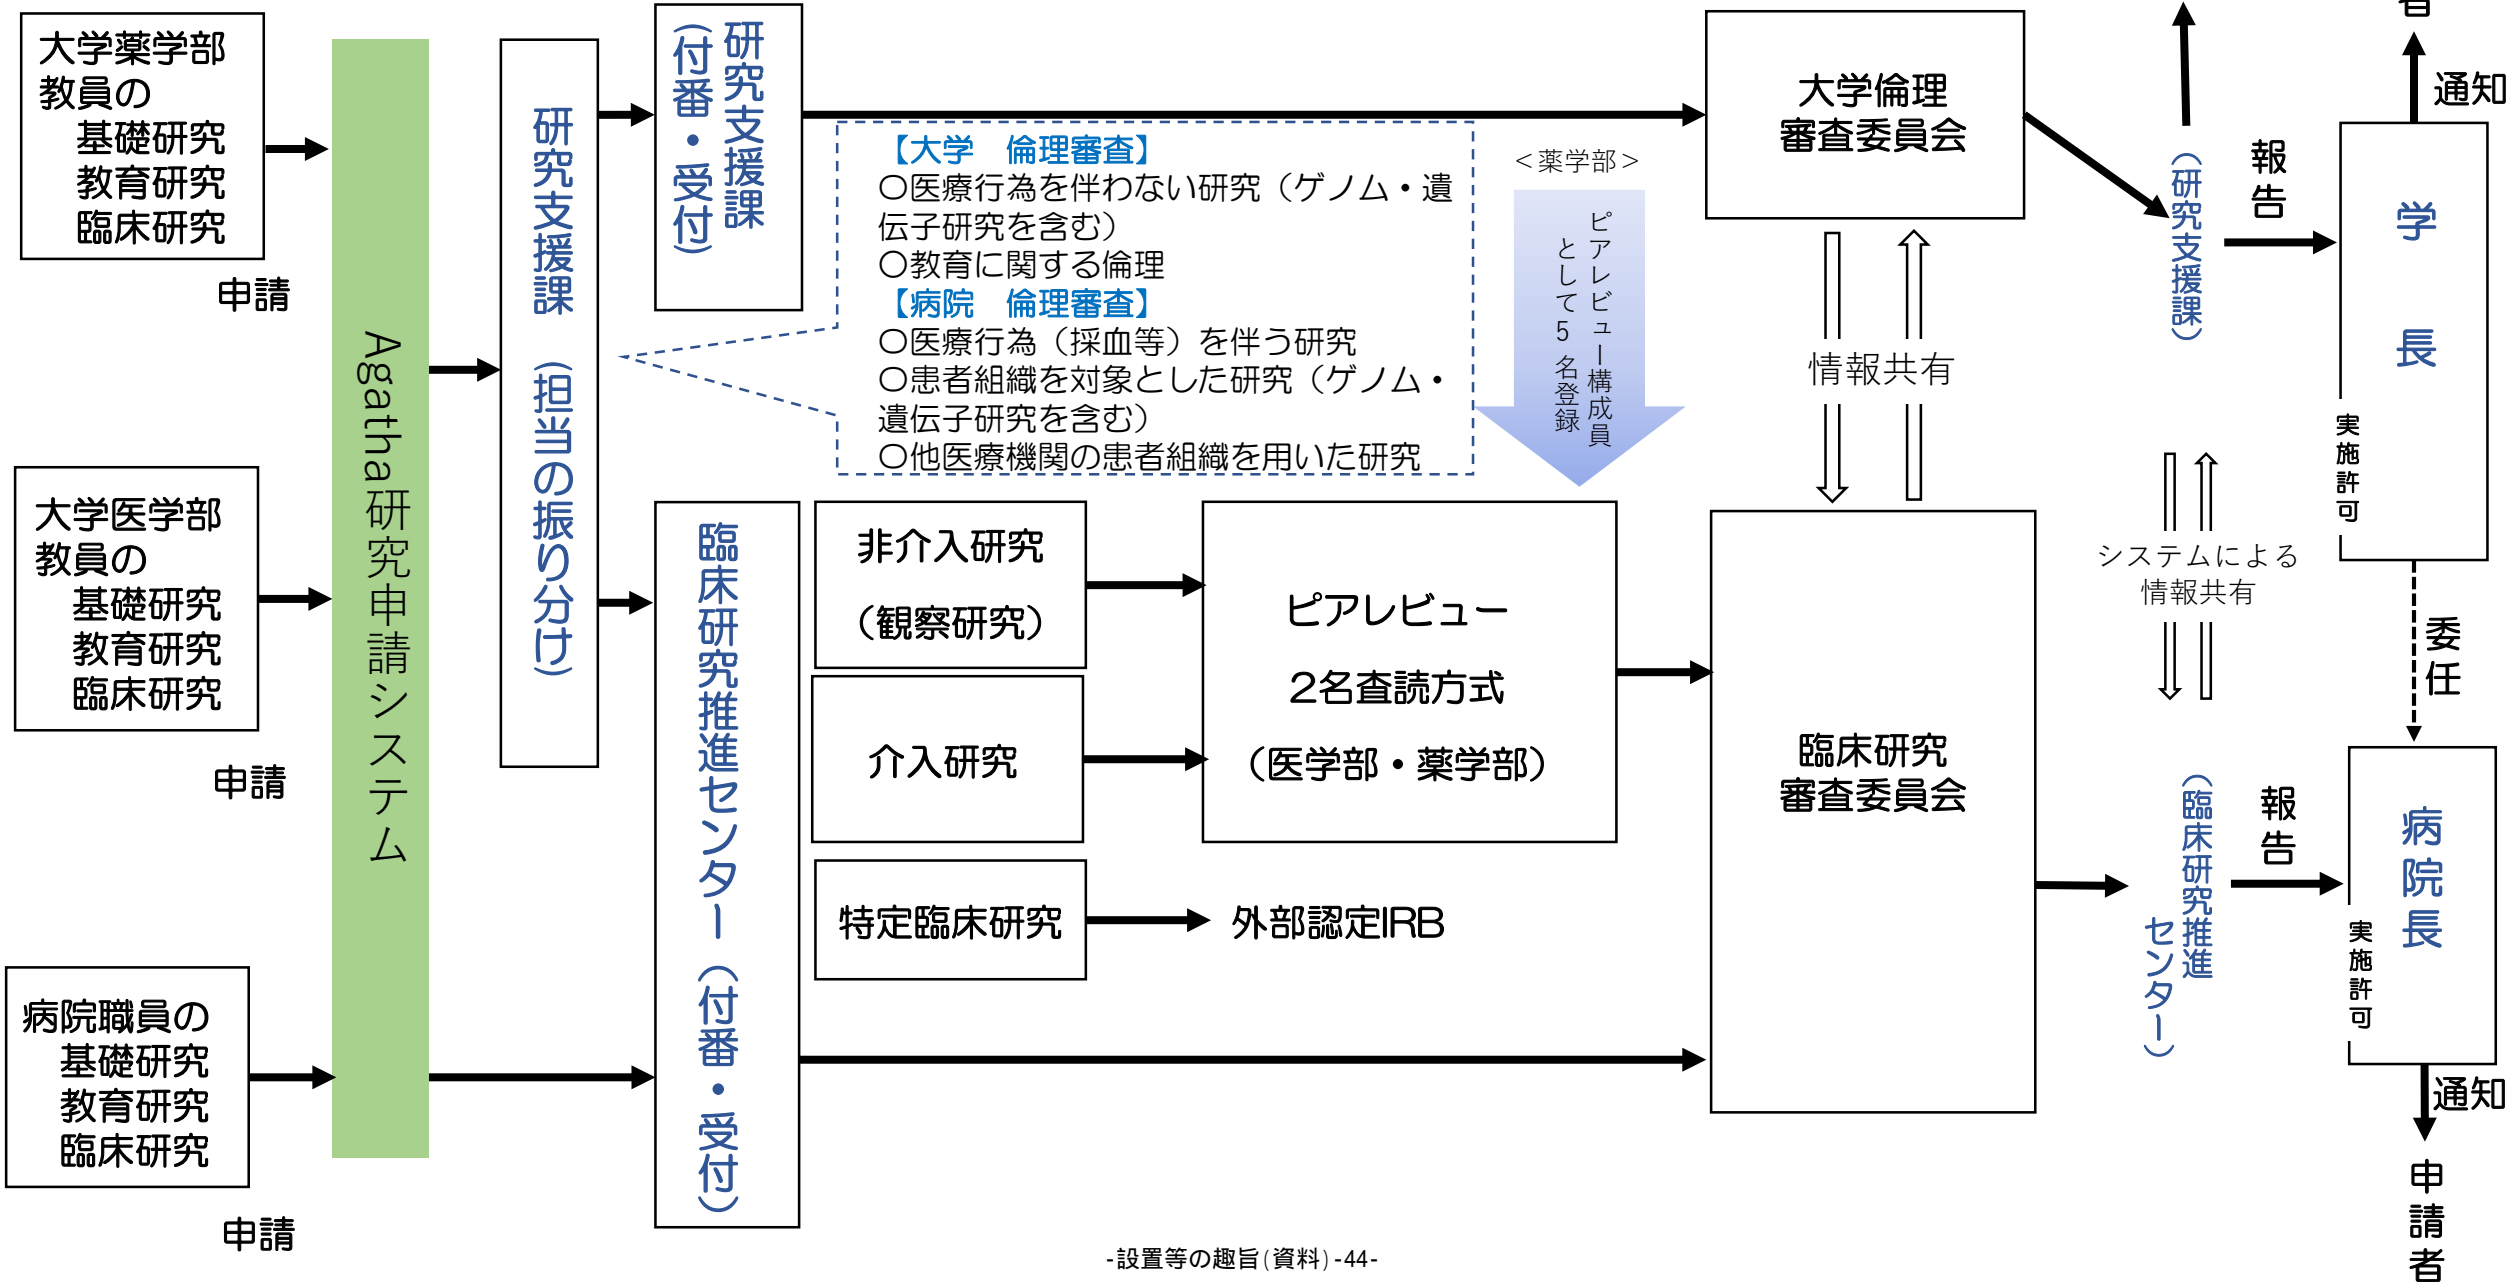 大学薬学部
教員の
基礎研究
教育研究
臨床研究
申請
大学医学部
教員の
基礎研究
教育研究
臨床研究
申請
病院職員の
基礎研究
教育研究
臨床研究
申請
Agatha研究申請システム
研究支援課（担当の振り分け）
研究支援課
（付番・受付）
【大学　倫理審査】
〇医療行為を伴わない研究（ゲノム・遺
伝子研究を含む）
〇教育に関する倫理
【病院　倫理審査】
〇医療行為（採血等）を伴う研究
〇患者組織を対象とした研究（ゲノム・
遺伝子研究を含む）
〇他医療機関の患者組織を用いた研究
＜薬学部＞
ピアレビュー構成員
として５名登録
臨床研究推進センター（付番・受付）
非介入研究
（観察研究）
介入研究
特定臨床研究
ピアレビュー
2名査読方式
（医学部・薬学部）
外部認定IRB
大学倫理
審査委員会
情報共有
臨床研究
審査委員会
（研究支援課）
報告
システムによる
情報共有
（臨床研究推進
センター）
報告
者
通知
学長
実施許可
委任
病院長
実施許可
通知
申請者
-設置等の趣旨(資料)-44-